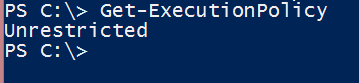 PS C:\> Get-ExecutionPolicy
Unrestricted
PS C:\>